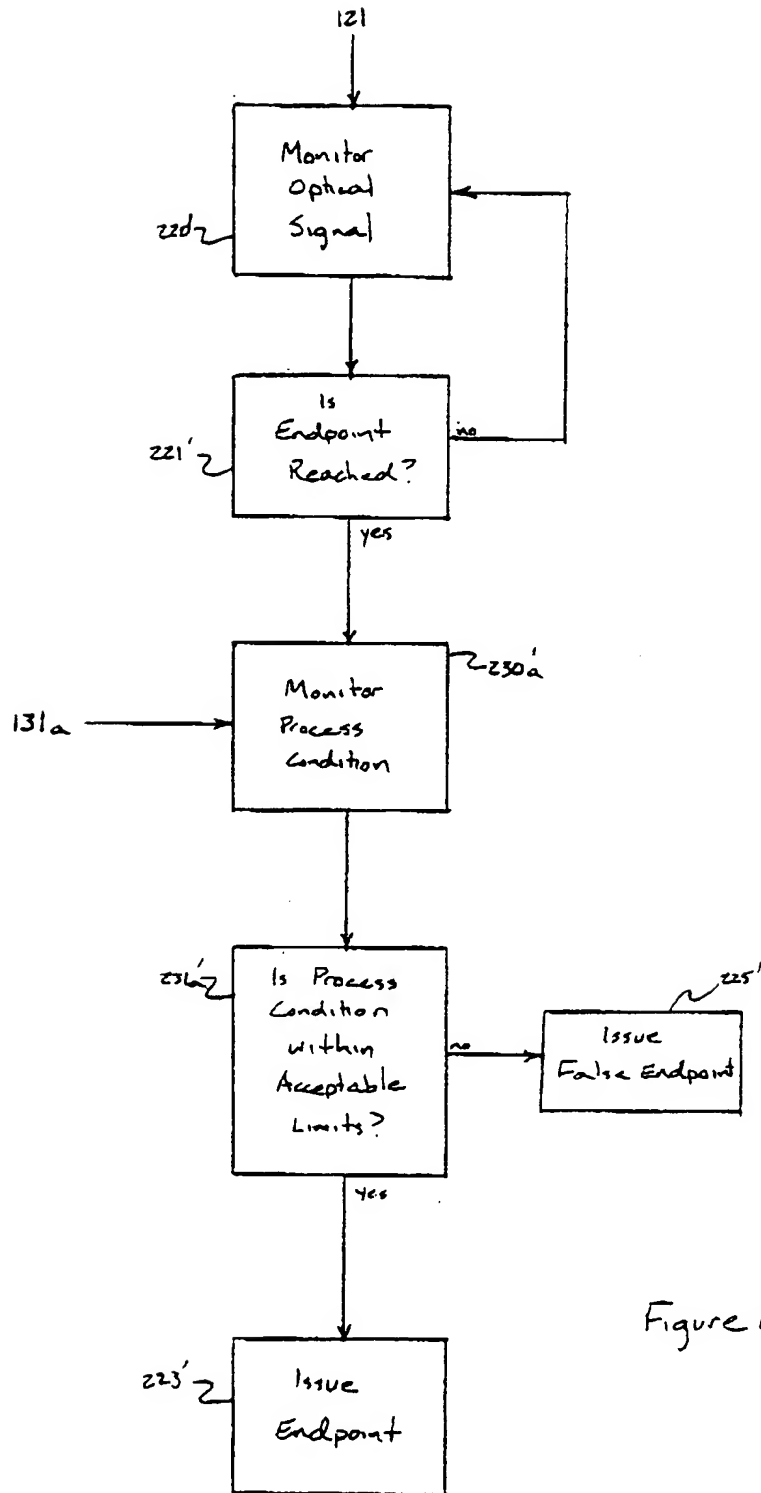 121
Monitor
Optical
Signal
220'
Is
Endpoint
Reached?
no
221'
yes
230a'
Monitor
Process
Condition
131a
Is Process
Condition
within
Acceptable
Limits?
no
225'
Issue
False Endpoint
yes
223'
Issue
Endpoint
Figure